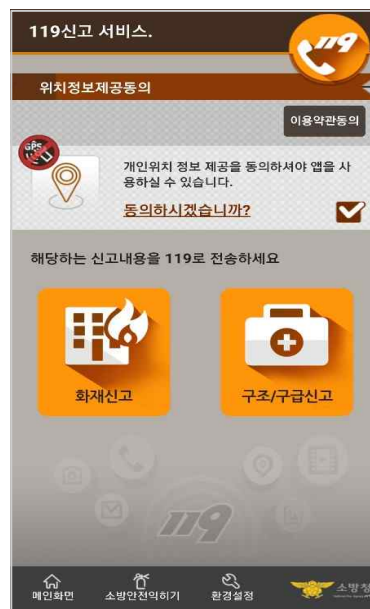 119신고 서비스.
119
위치정보제공동의
이용약관동의
GPS
개인위치 정보 제공을 동의하셔야 앱을 사
용하실 수 있습니다.
동의하시겠습니까?
해당하는 신고내용을 119로 전송하세요
화재신고
구조/구급신고
119
메인화면
소방안전익히기
환경설정
소방청